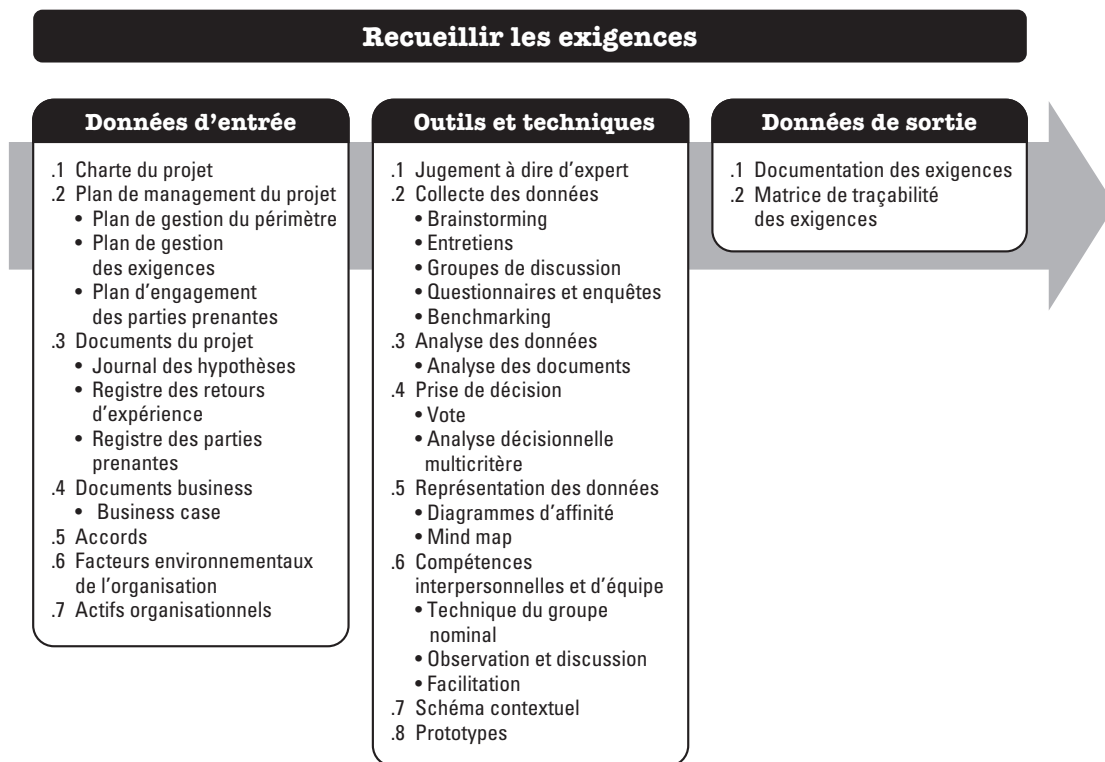 Recueillir les exigences
Données d'entrée
.1 Charte du projet
.2 Plan de management du projet
• Plan de gestion du périmètre
• Plan de gestion
des exigences
• Plan d'engagement
des parties prenantes
.3 Documents du projet
• Journal des hypothèses
• Registre des retours
d'expérience
• Registre des parties
prenantes
.4 Documents business
• Business case
.5 Accords
.6 Facteurs environnementaux
de l'organisation
.7 Actifs organisationnels
Outils et techniques
.1 Jugement à dire d'expert
.2 Collecte des données
• Brainstorming
• Entretiens
• Groupes de discussion
• Questionnaires et enquêtes
• Benchmarking
.3 Analyse des données
• Analyse des documents
.4 Prise de décision
• Vote
• Analyse décisionnelle
multicritère
.5 Représentation des données
• Diagrammes d'affinité
• Mind map
.6 Compétences
interpersonnelles et d'équipe
• Technique du groupe
nominal
• Observation et discussion
• Facilitation
.7 Schéma contextuel
.8 Prototypes
Données de sortie
.1 Documentation des exigences
.2 Matrice de traçabilité
des exigences